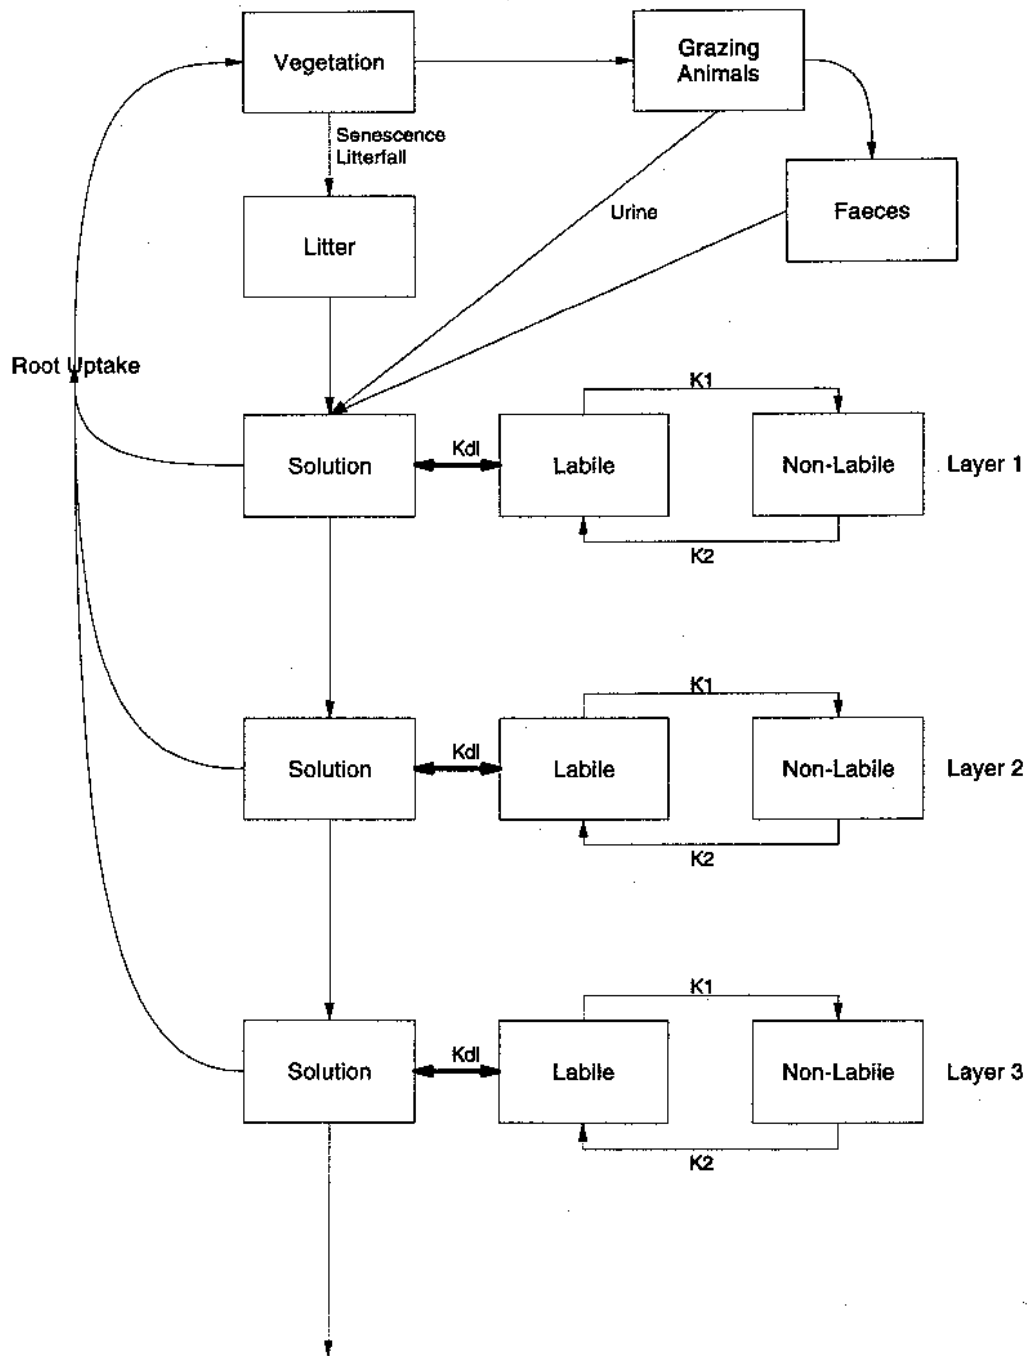 Vegetation
Grazing
Animals
Senescence
Litterfall
Urine
Faeces
Litter
Root Uptake
K1
Solution
Kdl
Labile
Non-Labile
Layer 1
K2
K1
Solution
Kdl
Labile
Non-Labile
Layer 2
K2
K1
Solution
Kdl
Labile
Non-Labile
Layer 3
K2